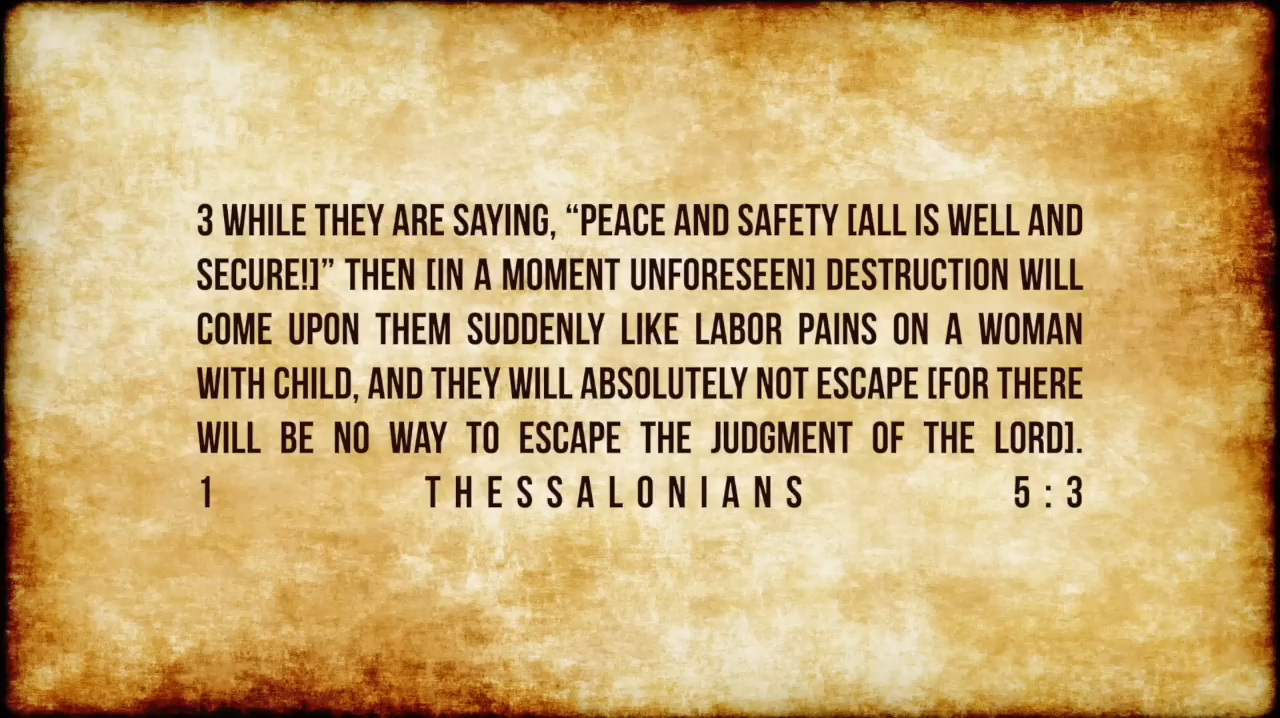 3 WHILE THEY ARE SAYING, “PEACE AND SAFETY [ALL IS WELL AND
SECURE!]” THEN [IN A MOMENT UNFORESEEN] DESTRUCTION WILL
COME UPON THEM SUDDENLY LIKE LABOR PAINS ON A WOMAN
WITH CHILD, AND THEY WILL ABSOLUTELY NOT ESCAPE [FOR THERE
WILL BE NO WAY TO ESCAPE THE JUDGMENT OF THE LORD].
1 THESSALONIANS 5:3